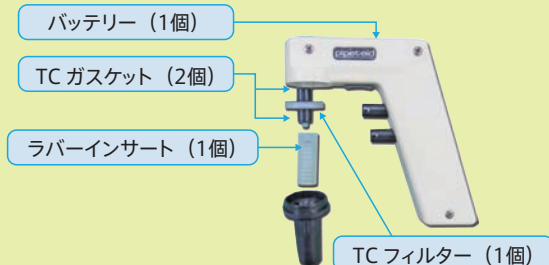 バッテリー（1個）
pipet-aid
TC ガスケット（2個）
ラバーインサート（1個）
TC フィルター（1個）